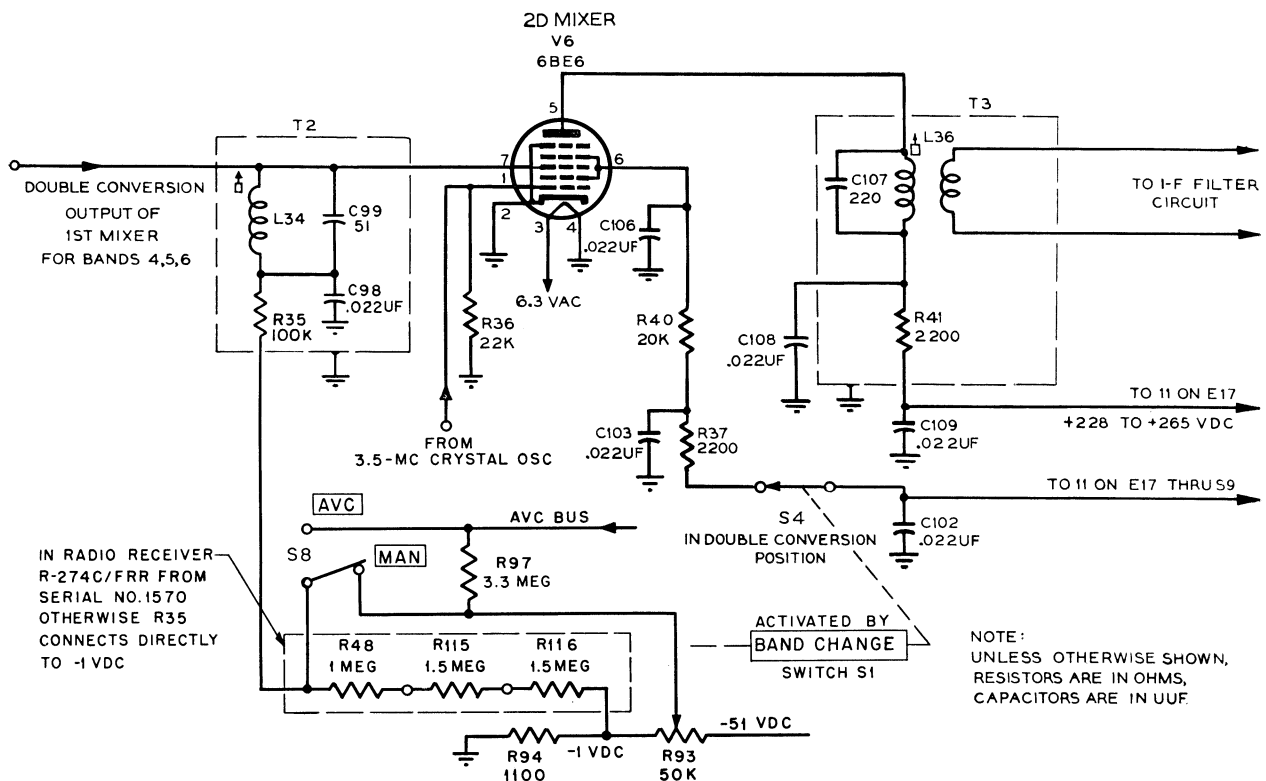 2D MIXER
V6
6BE6
5
7
6
1
2
3
4
T2
DOUBLE CONVERSION
OUTPUT OF
1ST MIXER
FOR BANDS 4,5,6
L34
C99
51
C98
.022UF
R35
100K
R36
22K
6.3 VAC
FROM
3.5-MC CRYSTAL OSC
C106
.022UF
R40
20K
C103
.022UF
R37
2200
T3
L36
C107
220
TO I-F FILTER
CIRCUIT
C108
.022UF
R41
2200
TO 11 ON E17
+228 TO +265 VDC
C109
.022UF
TO 11 ON E17 THRU S9
S4
IN DOUBLE CONVERSION
POSITION
C102
.022UF
AVC
AVC BUS
S8
MAN
R97
3.3 MEG
IN RADIO RECEIVER
R-274C/FRR FROM
SERIAL NO.1570
OTHERWISE R35
CONNECTS DIRECTLY
TO -1 VDC
R48
1 MEG
R115
1.5MEG
R116
1.5MEG
ACTIVATED BY
BAND CHANGE
SWITCH S1
NOTE:
UNLESS OTHERWISE SHOWN,
RESISTORS ARE IN OHMS,
CAPACITORS ARE IN UUF.
R94
1100
-1 VDC
R93
50K
-51 VDC